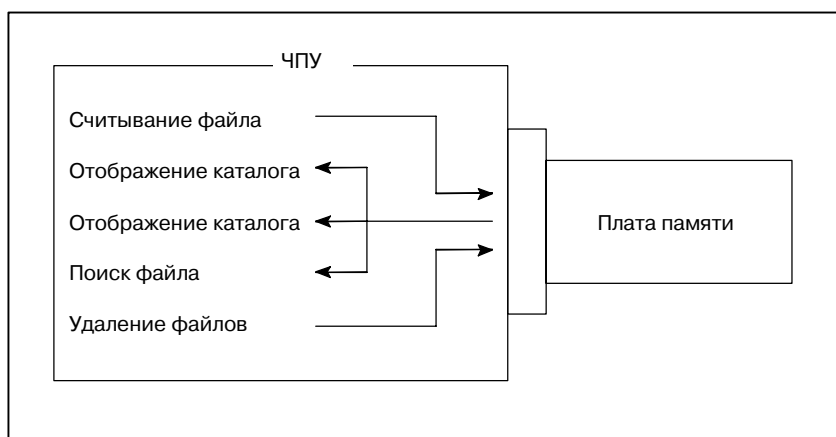 ЧПУ
Считывание файла
Отображение каталога
Отображение каталога
Поиск файла
Удаление файлов
Плата памяти